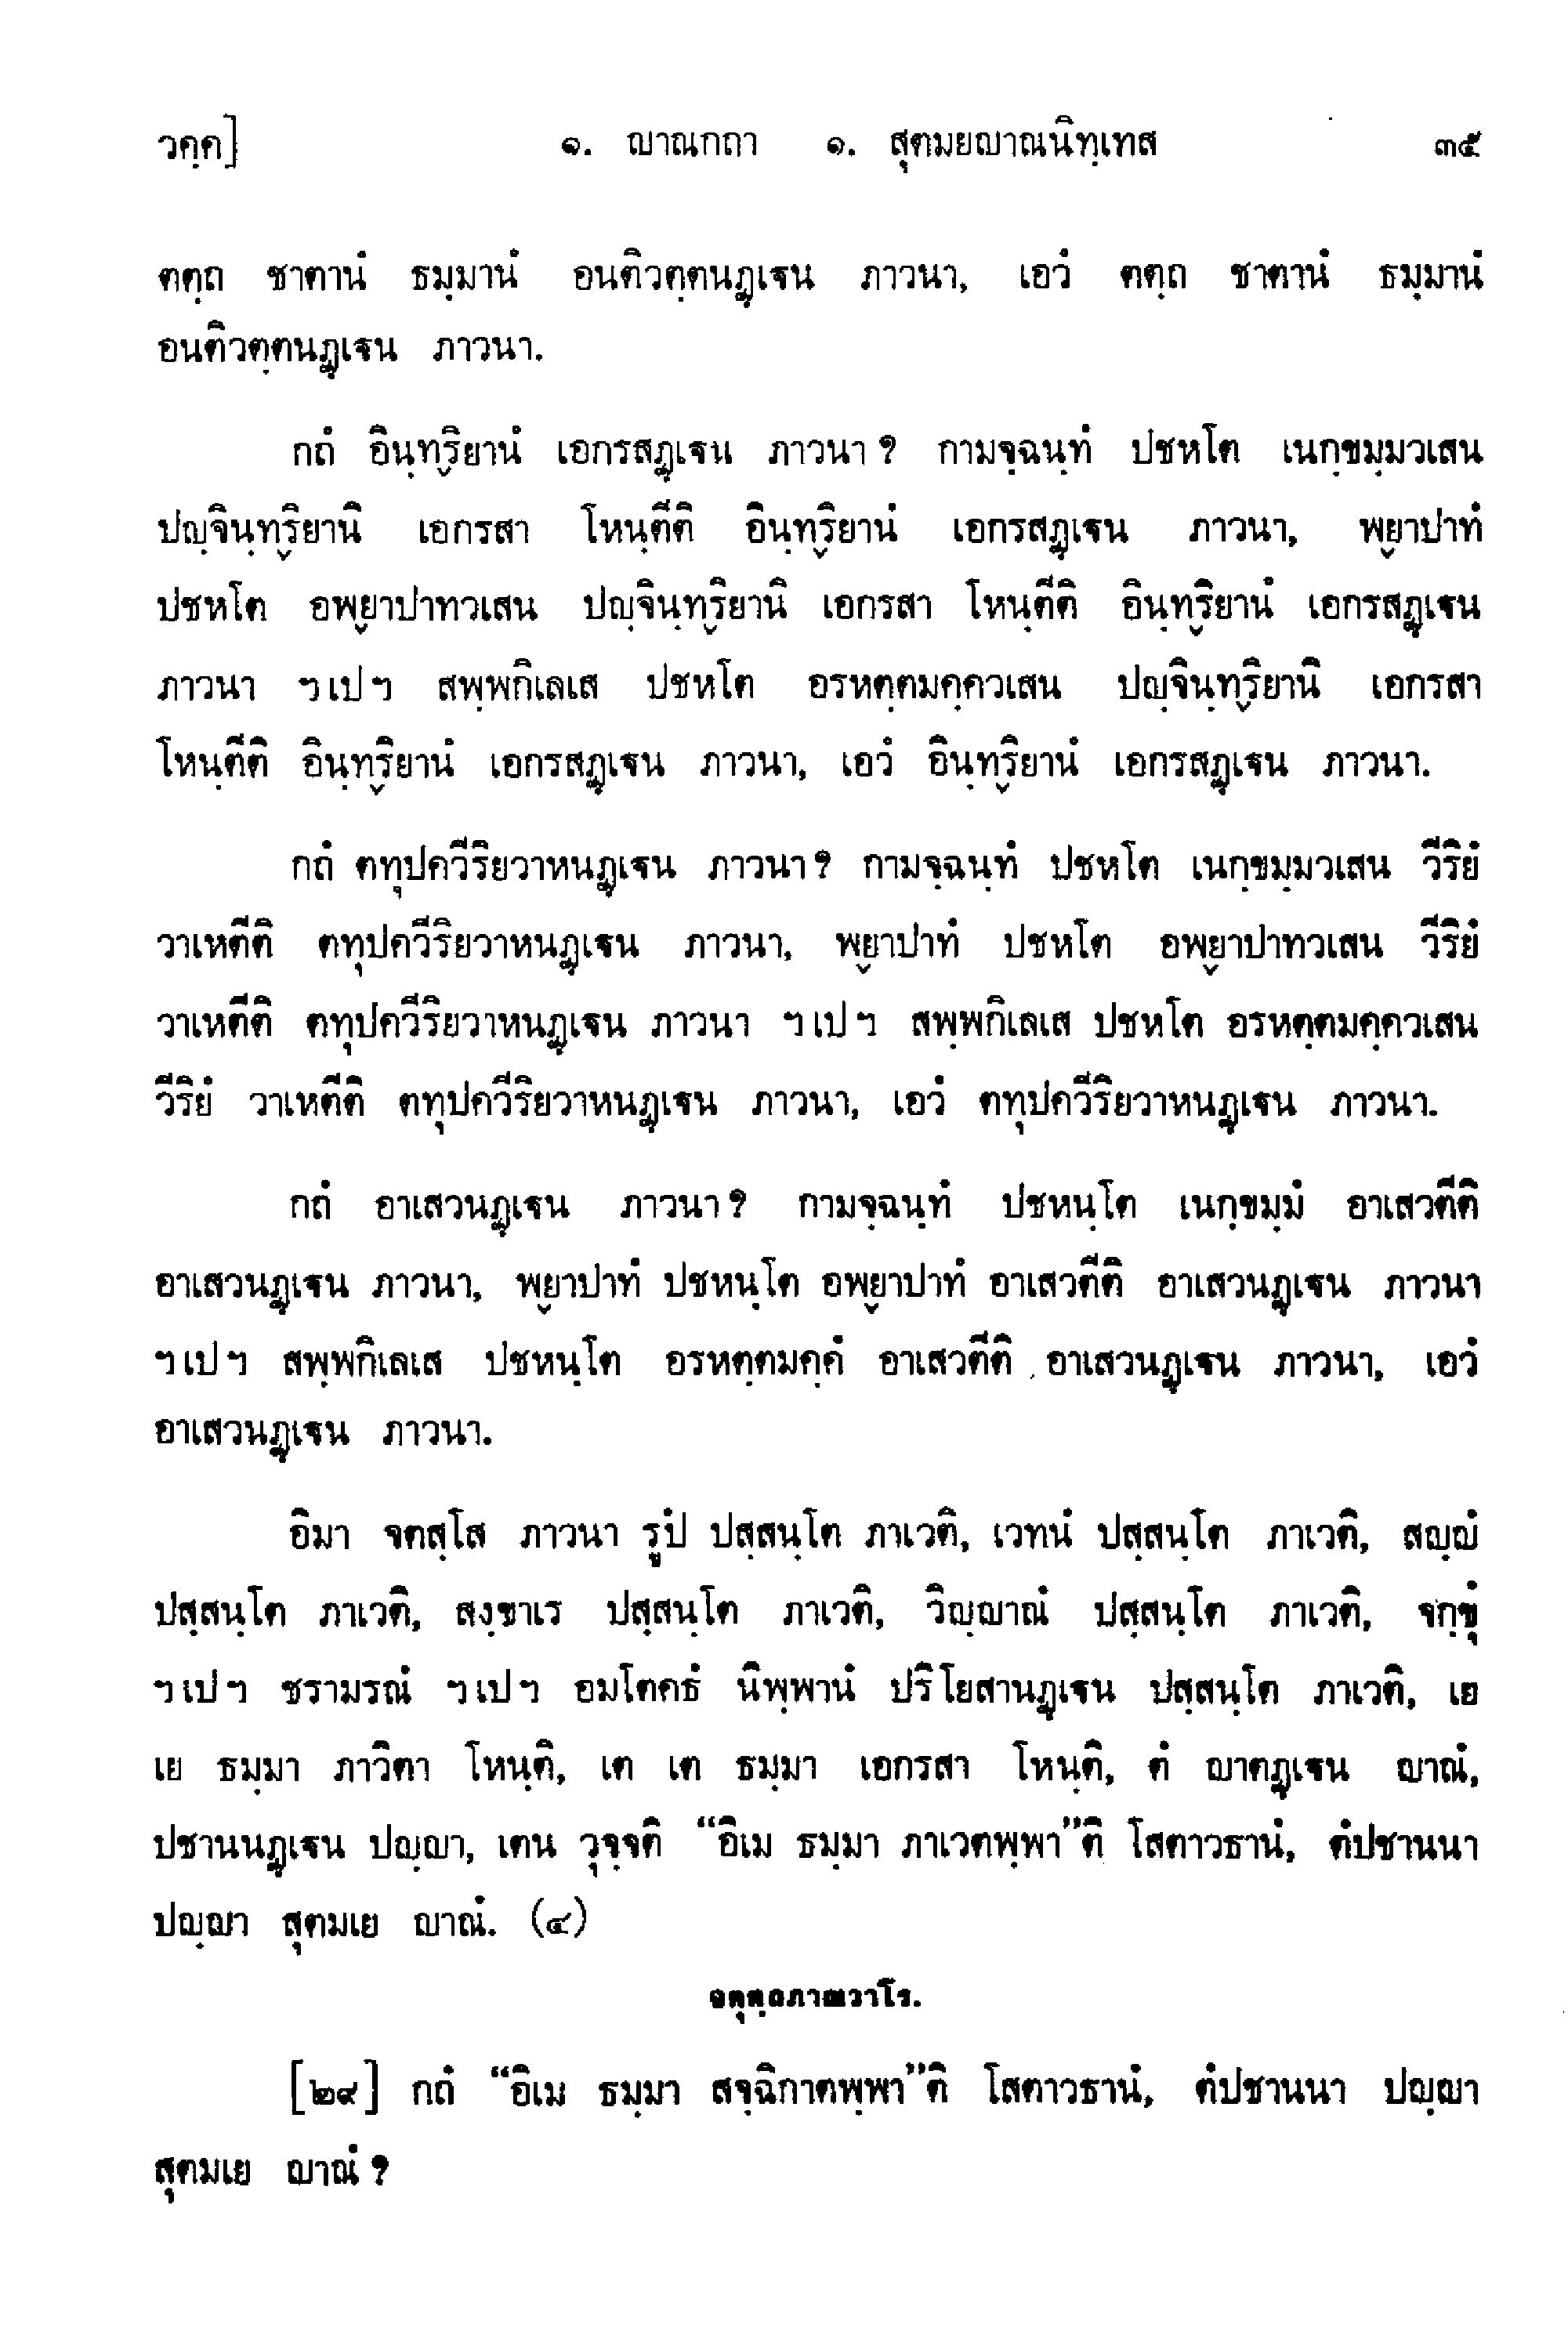 วคฺค]	๑. ญาณกถา ๑. สุตมยญาณนิทฺเทส	๓๕
ตตฺถ ชาตานํ ธมฺมานํ อนติวตฺตนฏฺเฐน ภาวนา, เอวํ ตตฺถ ชาตานํ ธมฺมานํ
อนติวตฺตนฏฺเฐน ภาวนา.
กถํ อินฺทฺริยานํ เอกรสฏฺเฐน ภาวนา ? กามจฺฉนฺทํ ปชหโต เนกฺขมฺมวเสน
ปญฺจินฺทฺริยานิ เอกรสา โหนฺตีติ อินฺทฺริยานํ เอกรสฏฺเฐน ภาวนา, พฺยาปาทํ
ปชหโต อพฺยาปาทวเสน ปญฺจินฺทฺริยานิ เอกรสา โหนฺตีติ อินฺทฺริยานํ เอกรสฏฺเฐน
ภาวนา ฯเปฯ สพฺพกิเลเส ปชหโต อรหตฺตมคฺควเสน ปญฺจินฺทฺริยานิ เอกรสา
โหนฺตีติ อินฺทฺริยานํ เอกรสฏฺเฐน ภาวนา, เอวํ อินฺทฺริยานํ เอกรสฏฺเฐน ภาวนา.
กถํ ตทุปควีริยวาหนฏฺเฐน ภาวนา ? กามจฺฉนฺทํ ปชหโต เนกฺขมฺมวเสน วีริยํ
วาเหตีติ ตทุปควีริยวาหนฏฺเฐน ภาวนา, พฺยาปาทํ ปชหโต อพฺยาปาทวเสน วีริยํ
วาเหตีติ ตทุปควีริยวาหนฏฺเฐน ภาวนา ฯเปฯ สพฺพกิเลเส ปชหโต อรหตฺตมคฺควเสน
วีริยํ วาเหตีติ ตทุปควีริยวาหนฏฺเฐน ภาวนา, เอวํ ตทุปควีริยวาหนฏฺเฐน ภาวนา.
กถํ อาเสวนฏฺเฐน ภาวนา ? กามจฺฉนฺทํ ปชหนฺโต เนกฺขมฺมํ อาเสวตีติ
อาเสวนฏฺเฐน ภาวนา, พฺยาปาทํ ปชหนฺโต อพฺยาปาทํ อาเสวตีติ อาเสวนฏฺเฐน ภาวนา
ฯเปฯ สพฺพกิเลเส ปชหนฺโต อรหตฺตมคฺคํ อาเสวตีติ อาเสวนฏฺเฐน ภาวนา, เอวํ
อาเสวนฏฺเฐน ภาวนา.
อิมา จตสฺโส ภาวนา รูปํ ปสฺสนฺโต ภาเวติ, เวทนํ ปสฺสนฺโต ภาเวติ, สญฺญํ
ปสฺสนฺโต ภาเวติ, สงฺขาเร ปสฺสนฺโต ภาเวติ, วิญฺญาณํ ปสฺสนฺโต ภาเวติ, จกฺขุํ
ฯเปฯ ชรามรณํ ฯเปฯ อมโตคธํ นิพฺพานํ ปริโยสานฏฺเฐน ปสฺสนฺโต ภาเวติ, เย
เย ธมฺมา ภาวิตา โหนฺติ, เต เต ธมฺมา เอกรสา โหนฺติ, ตํ ญาตฏฺเฐน ญาณํ,
ปชานนฏฺเฐน ปญฺญา, เตน วุจฺจติ “อิเม ธมฺมา ภาเวตพฺพา”ติ โสตาวธานํ, ตํปชานนา
ปญฺญา สุตมเย ญาณํ. (๔)
จตุตฺถภาณวาโร.
[๒๙] กถํ “อิเม ธมฺมา สจฺฉิกาตพฺพา”ติ โสตาวธานํ, ตํปชานนา ปญฺญา
สุตมเย ญาณํ ?